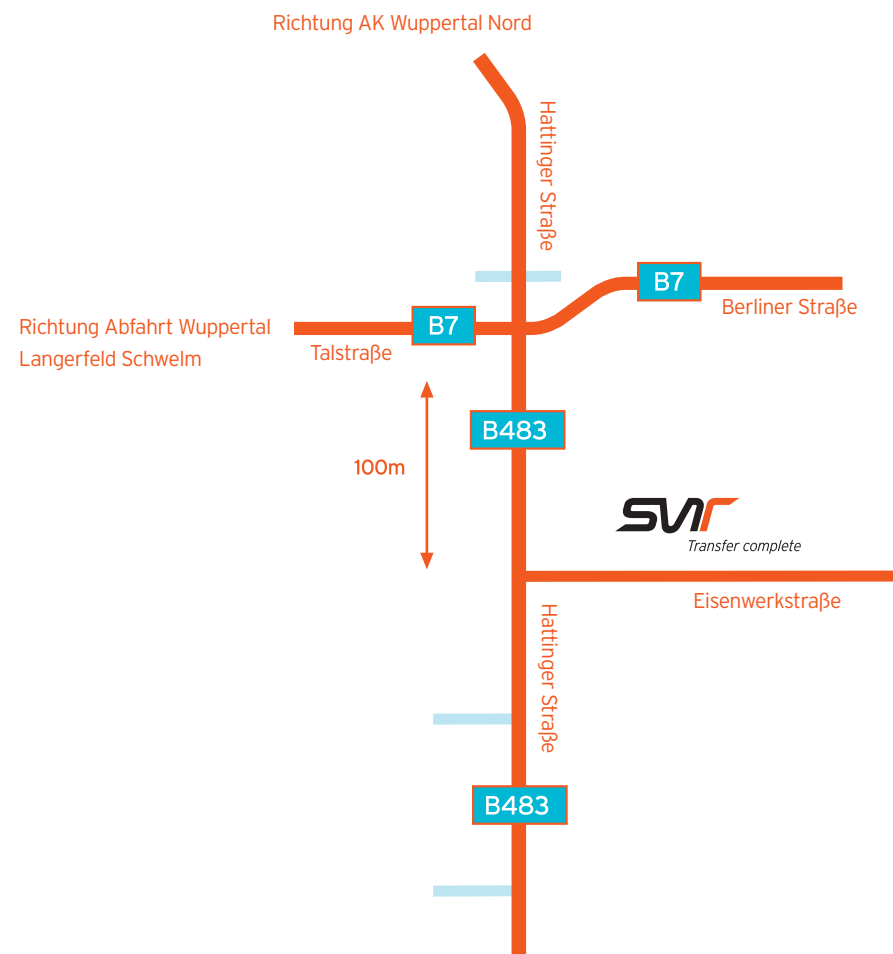 Richtung AK Wuppertal Nord
Hattinger Straße
B7
Berliner Straße
B7
Richtung Abfahrt Wuppertal
Langerfeld Schwelm
Talstraße
B483
100m
SVT
Transfer complete
Eisenwerkstraße
Hattinger Straße
B483